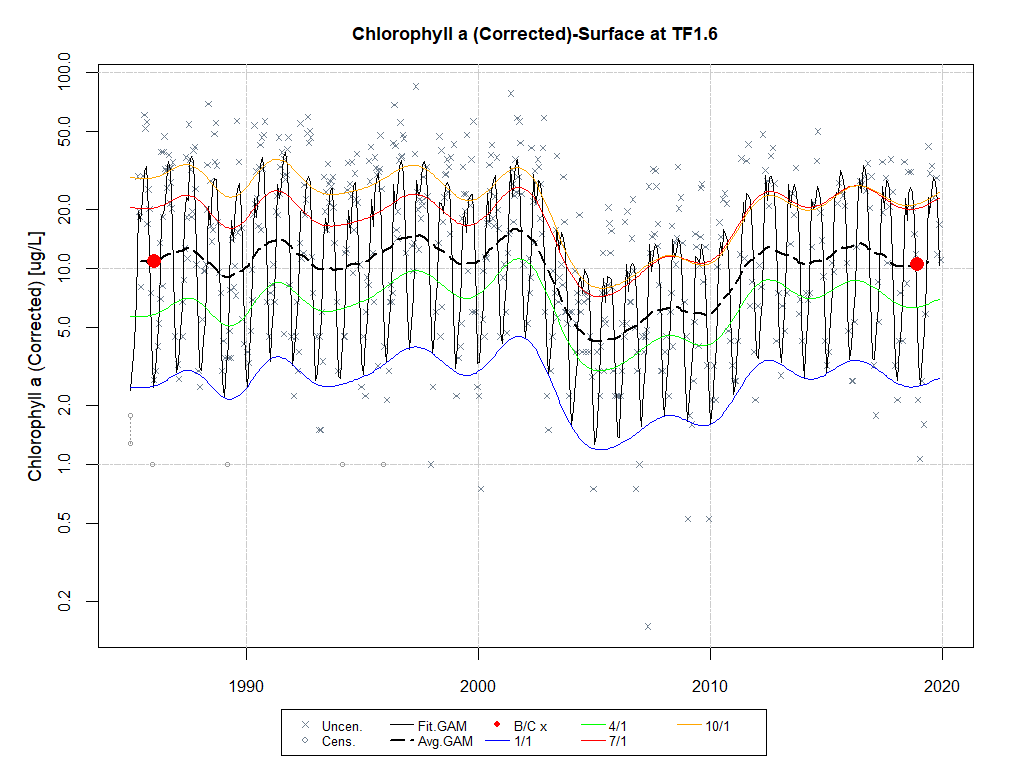 Chlorophyll a (Corrected)-Surface at TF1.6
Chlorophyll a (Corrected) [ug/L]
100.0
50.0
20.0
10.0
5.0
2.0
1.0
0.5
0.2
1990 2000 2010 2020
Uncen. Fit.GAM B/C x 4/1 10/1
Cens. Avg.GAM 1/1 7/1